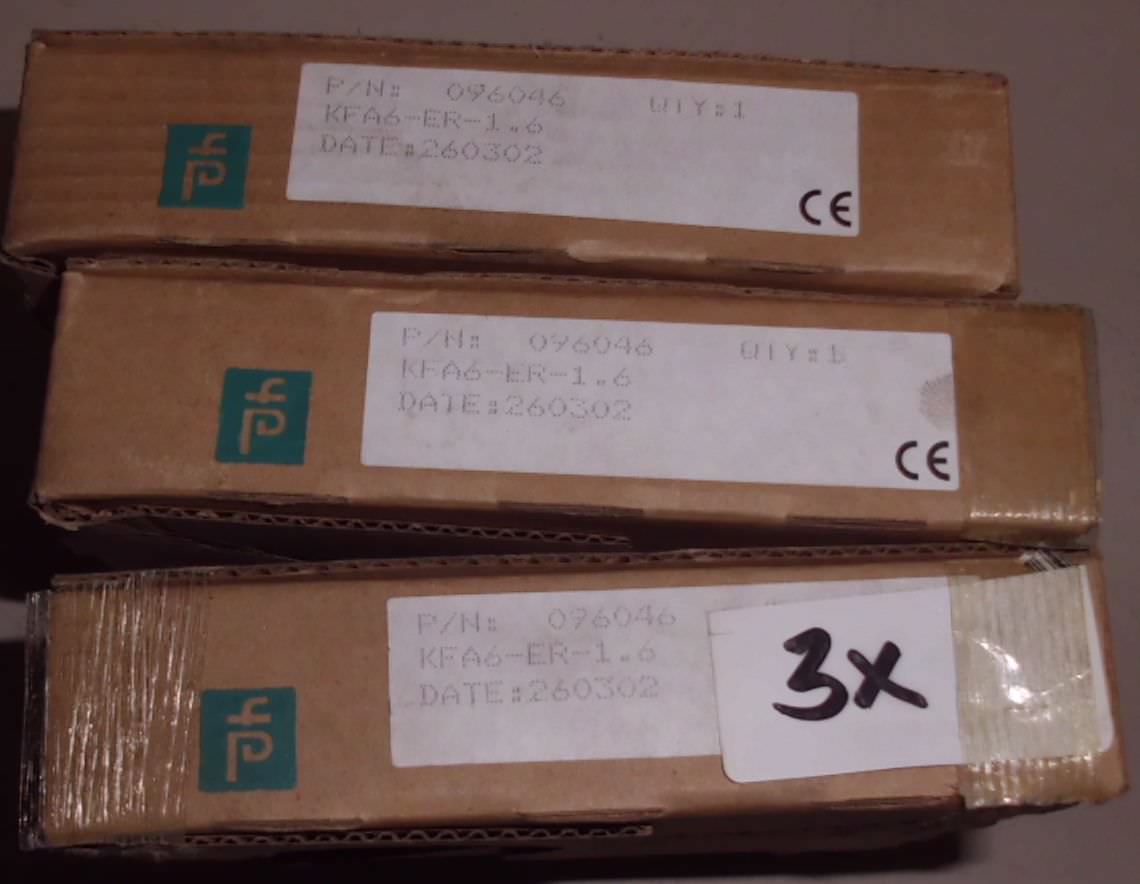 P/N: 096046 QTY:1
KFA6-ER-1.6
DATE:260302
CE
P/N: 096046 QTY:1
KFA6-ER-1.6
DATE:260302
CE
P/N: 096046
KFA6-ER-1.6
DATE:260302
3x